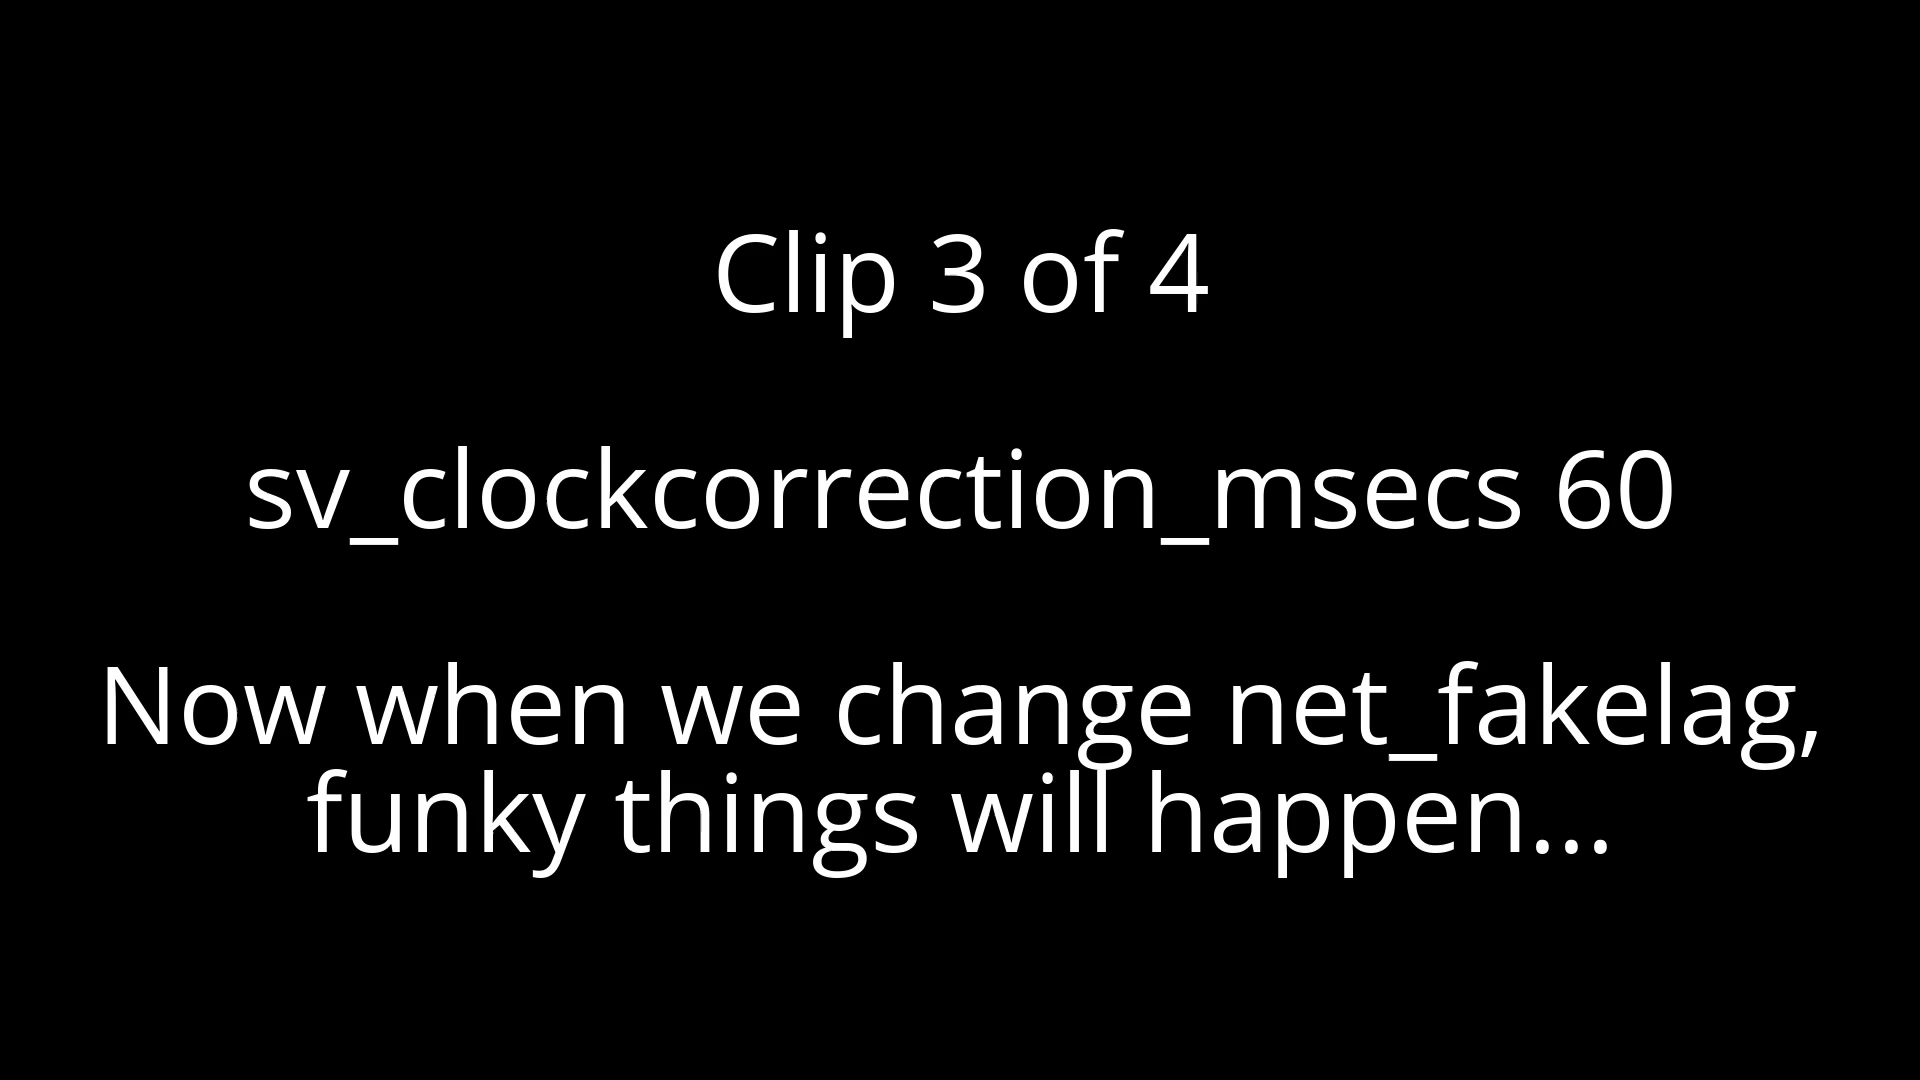 Clip 3 of 4
sv_clockcorrection_msecs 60
Now when we change net_fakelag,
funky things will happen...